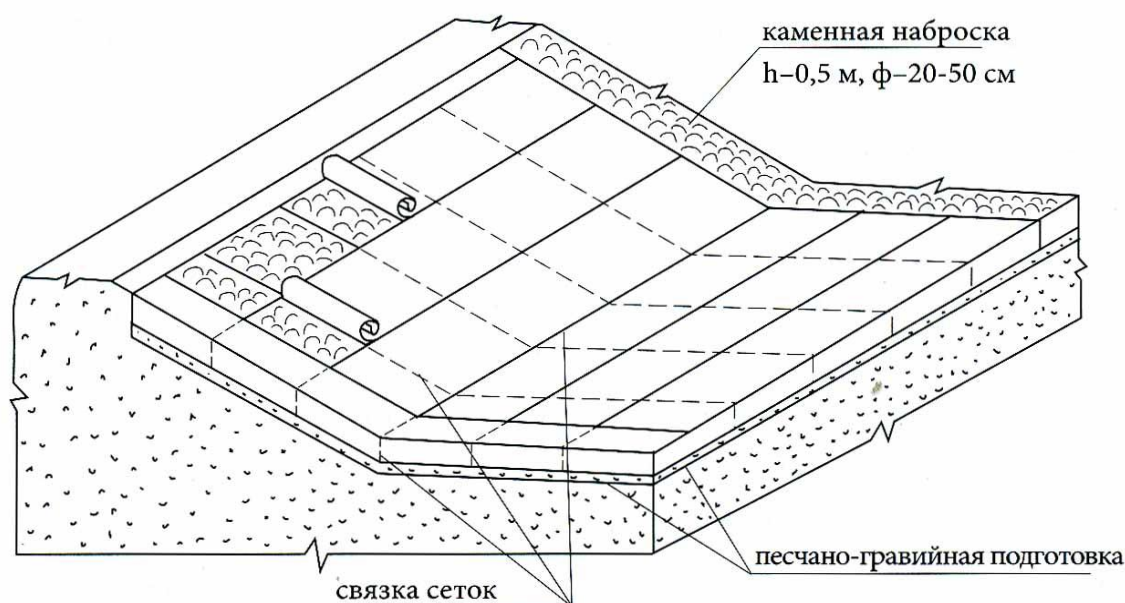 каменная наброска
h–0,5 м, ф–20-50 см
песчано-гравийная подготовка
связка сеток